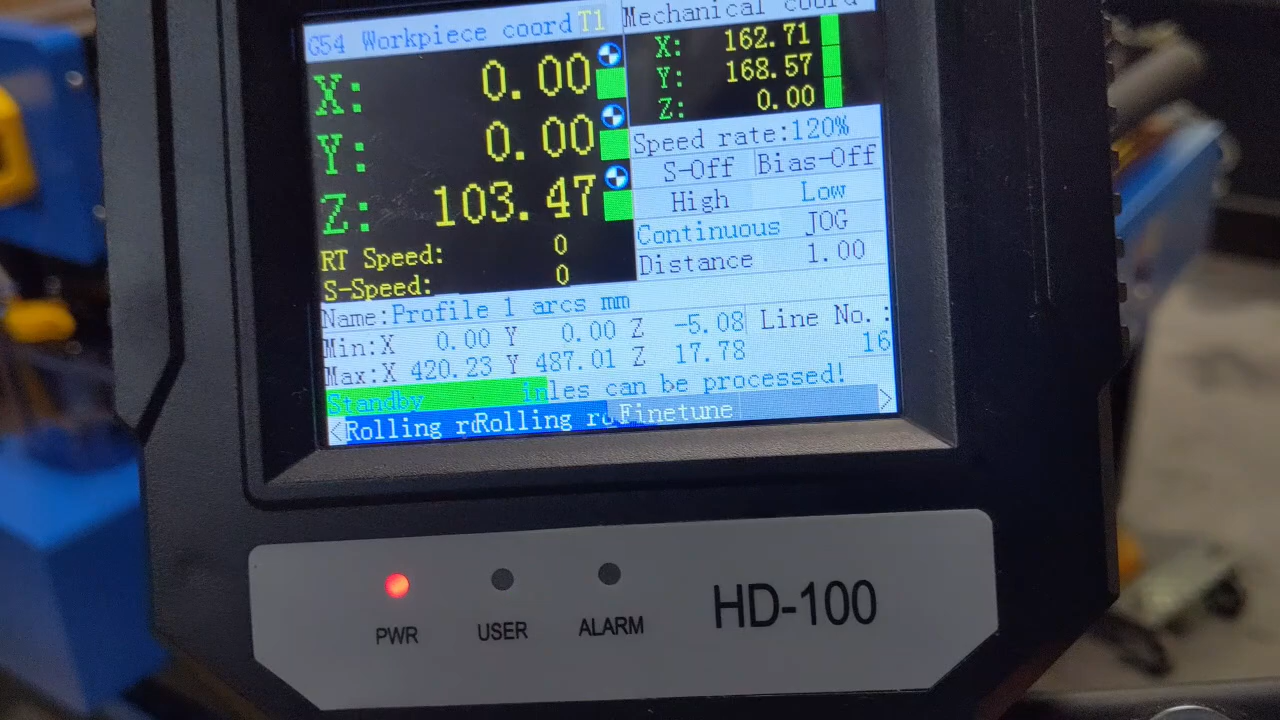 G54 Workpiece coord T1
X: 0.00
Y: 0.00
Z: 103.47
RT Speed: 0
S-Speed: 0
Mechanical coord
X: 162.71
Y: 168.57
Z: 0.00
Speed rate:120%
S-Off Bias-Off
High Low
Continuous JOG
Distance 1.00
Name:Profile 1 arcs mm
Min:X 0.00 Y 0.00 Z -5.08
Max:X 420.23 Y 487.01 Z 17.78
Line No.:
16
Standby inles can be processed!
<Rolling roRolling roFinetune >
PWR USER ALARM
HD-100